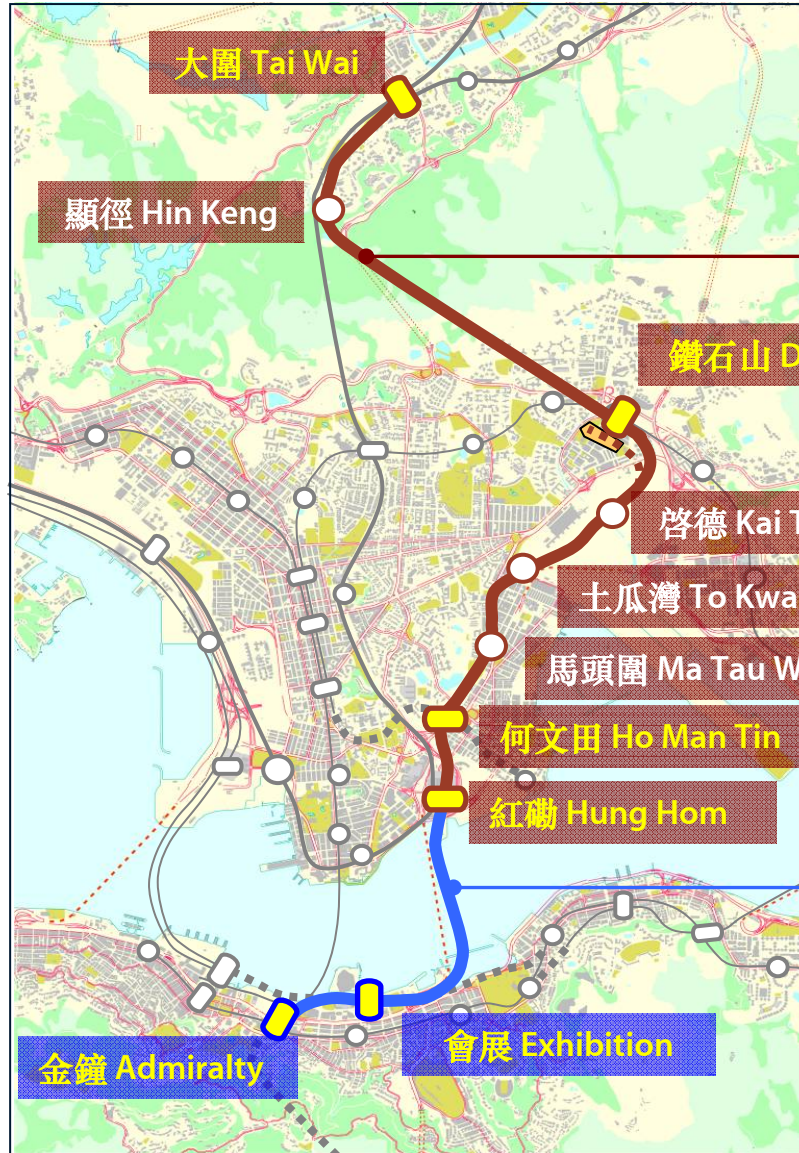 大圍 Tai Wai
顯徑 Hin Keng
鑽石山 D
啓德 Kai T
土瓜灣 To Kwa
馬頭圍 Ma Tau W
何文田 Ho Man Tin
紅磡 Hung Hom
會展 Exhibition
金鐘 Admiralty